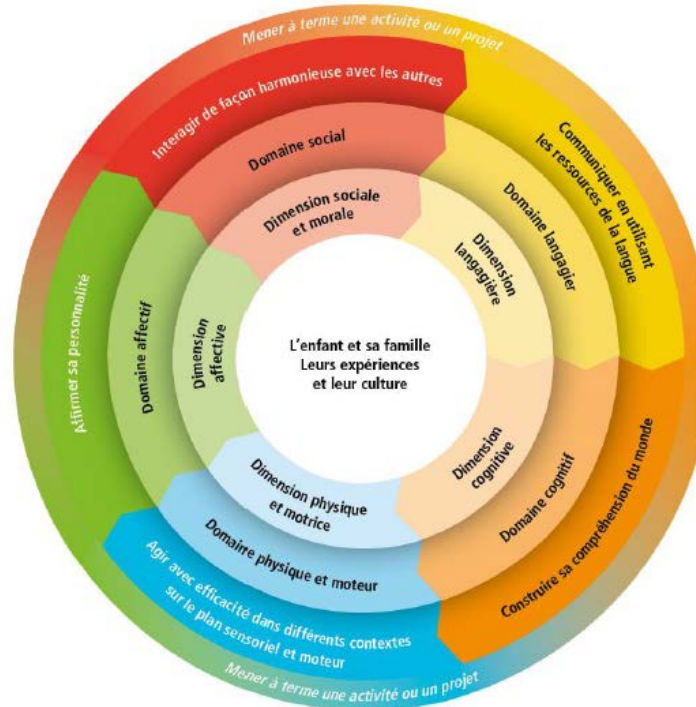 Mener à terme une activité ou un projet
Interagir de façon harmonieuse avec les autres
Domaine social
Dimension sociale
et morale
Communiquer en utilisant
les ressources de la langue
Domaine langagier
Dimension
langagière
Affirmer sa personnalité
Domaine affectif
Dimension
affective
L'enfant et sa famille
Leurs expériences
et leur culture
Dimension
cognitive
Domaine cognitif
Construire sa compréhension du monde
Dimension physique
et motrice
Domaine physique et moteur
Agir avec efficacité dans différents contextes
sur le plan sensoriel et moteur
Mener à terme une activité ou un projet